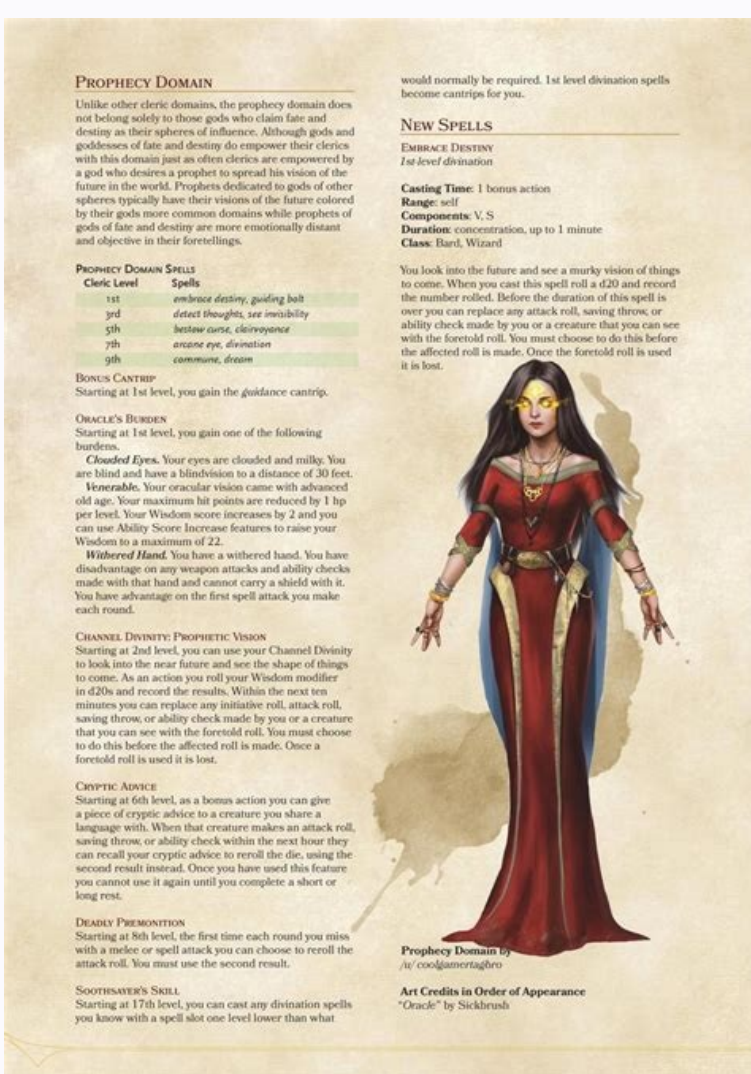 PROPHECY DOMAIN
Unlike other cleric domains, the prophecy domain does
not belong solely to those gods who claim fate and
destiny as their spheres of influence. Although gods and
goddesses of fate and destiny do empower their clerics
with this domain just as often clerics are empowered by
a god who desires a prophet to spread his vision of the
future in the world. Prophets dedicated to gods of other
spheres typically have their visions of the future colored
by their gods more common domains while prophets of
gods of fate and destiny are more emotionally distant
and objective in their foretellings.
PROPHECY DOMAIN SPELLS
Cleric Level Spells
1st embrace destiny, guiding bolt
3rd detect thoughts, see invisibility
5th bestow curse, clairvoyance
7th arcane eye, divination
9th commune, dream
BONUS CANTRIP
Starting at 1st level, you gain the guidance cantrip.
ORACLE'S BURDEN
Starting at 1st level, you gain one of the following
burdens.
Clouded Eyes. Your eyes are clouded and milky. You
are blind and have a blindvision to a distance of 30 feet.
Venerable. Your oracular vision came with advanced
old age. Your maximum hit points are reduced by 1 hp
per level. Your Wisdom score increases by 2 and you
can use Ability Score Increase features to raise your
Wisdom to a maximum of 22.
Withered Hand. You have a withered hand. You have
disadvantage on any weapon attacks and ability checks
made with that hand and cannot carry a shield with it.
You have advantage on the first spell attack you make
each round.
CHANNEL DIVINITY: PROPHETIC VISION
Starting at 2nd level, you can use your Channel Divinity
to look into the near future and see the shape of things
to come. As an action you roll your Wisdom modifier
in d20s and record the results. Within the next ten
minutes you can replace any initiative roll, attack roll,
saving throw, or ability check made by you or a creature
that you can see with the foretold roll. You must choose
to do this before the affected roll is made. Once a
foretold roll is used it is lost.
CRYPTIC ADVICE
Starting at 6th level, as a bonus action you can give
a piece of cryptic advice to a creature you share a
language with. When that creature makes an attack roll,
saving throw, or ability check within the next hour they
can recall your cryptic advice to reroll the die, using the
second result instead. Once you have used this feature
you cannot use it again until you complete a short or
long rest.
DEADLY PREMONITION
Starting at 8th level, the first time each round you miss
with a melee or spell attack you can choose to reroll the
attack roll. You must use the second result.
SOOTHSAYER'S SKILL
Starting at 17th level, you can cast any divination spells
you know with a spell slot one level lower than what
would normally be required. 1st level divination spells
become cantrips for you.
NEW SPELLS
EMBRACE DESTINY
1st-level divination
Casting Time: 1 bonus action
Range: self
Components: V, S
Duration: concentration, up to 1 minute
Class: Bard, Wizard
You look into the future and see a murky vision of things
to come. When you cast this spell roll a d20 and record
the number rolled. Before the duration of this spell is
over you can replace any attack roll, saving throw, or
ability check made by you or a creature that you can see
with the foretold roll. You must choose to do this before
the affected roll is made. Once the foretold roll is used
it is lost.
Prophecy Domain by
/u/ coolgamertagbro
Art Credits in Order of Appearance
"Oracle" by Sickbrush